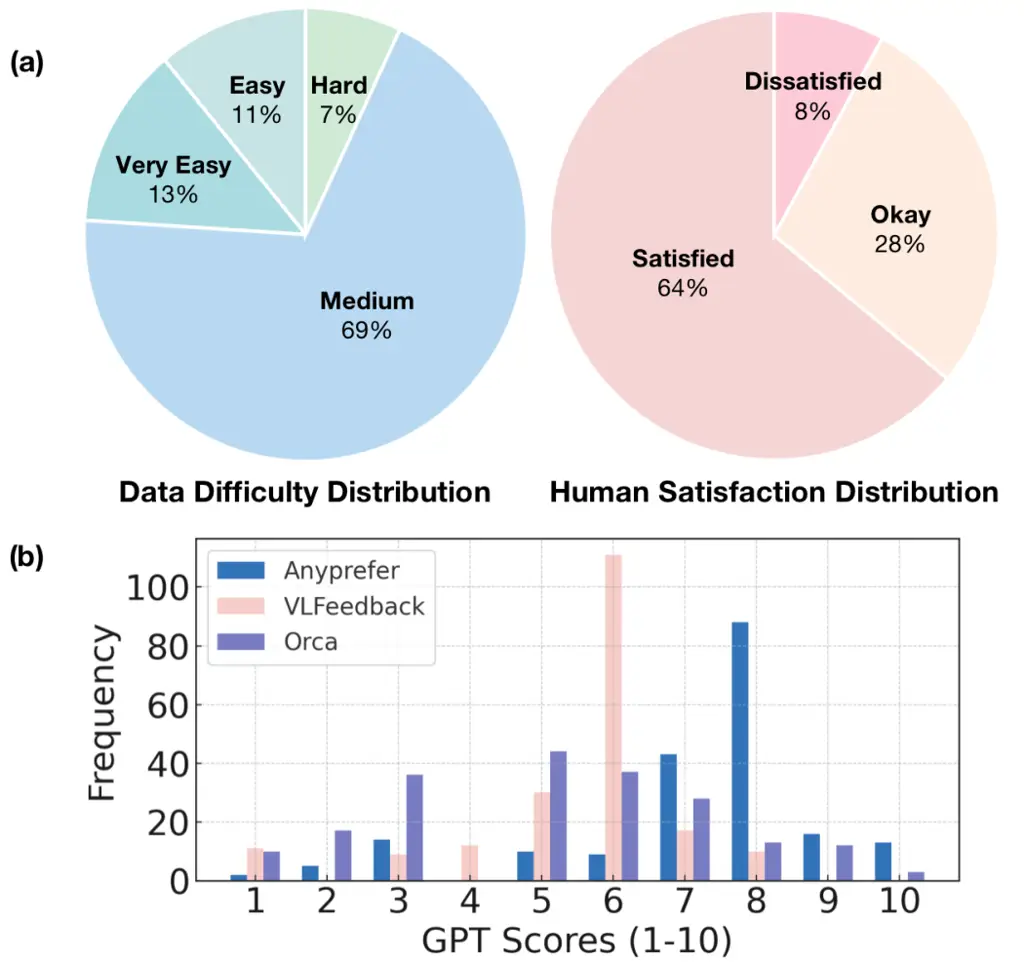 (a)
Easy
11%
Hard
7%
Very Easy
13%
Medium
69%
Data Difficulty Distribution
Dissatisfied
8%
Okay
28%
Satisfied
64%
Human Satisfaction Distribution
(b)
Anyprefer
VLFeedback
Orca
Frequency
100
80
60
40
20
0
1 2 3 4 5 6 7 8 9 10
GPT Scores (1-10)